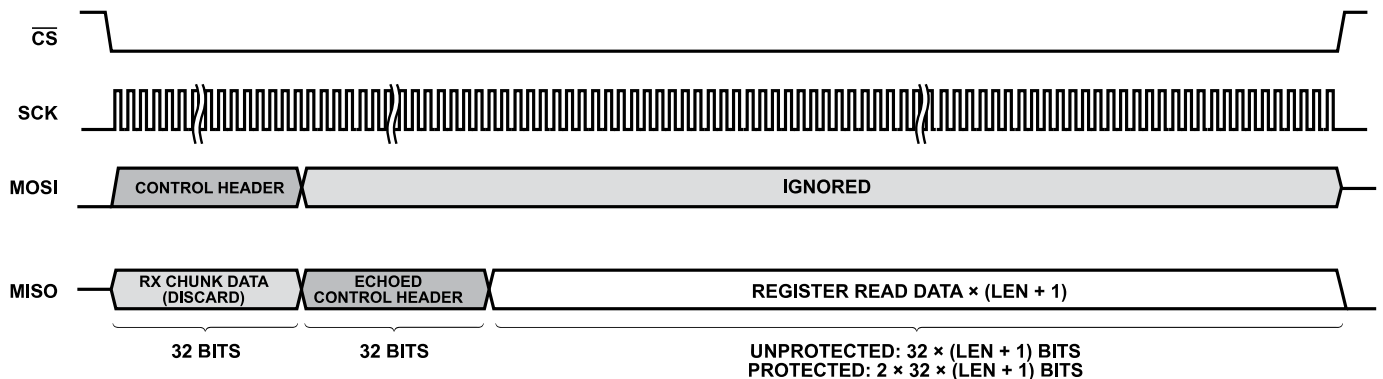 CS
SCK
MOSI
CONTROL HEADER
IGNORED
MISO
RX CHUNK DATA
(DISCARD)
ECHOED
CONTROL HEADER
REGISTER READ DATA × (LEN + 1)
32 BITS
32 BITS
UNPROTECTED: 32 × (LEN + 1) BITS
PROTECTED: 2 × 32 × (LEN + 1) BITS